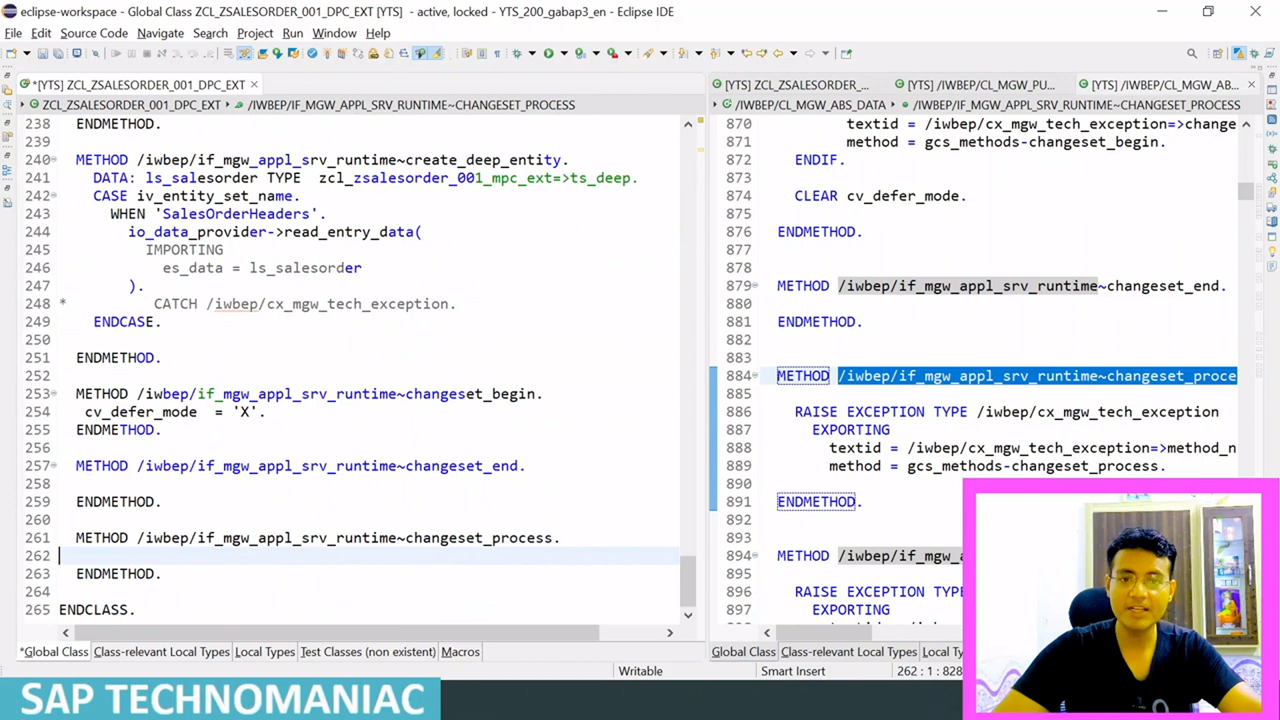 eclipse-workspace - Global Class ZCL_ZSALESORDER_001_DPC_EXT [YTS] - active, locked - YTS_200_gabap3_en - Eclipse IDE
File Edit Source Code Navigate Search Project Run Window Help
*[YTS] ZCL_ZSALESORDER_001_DPC_EXT
ZCL_ZSALESORDER_001_DPC_EXT /IWBEP/IF_MGW_APPL_SRV_RUNTIME~CHANGESET_PROCESS
238 ENDMETHOD.
239
240 METHOD /iwbep/if_mgw_appl_srv_runtime~create_deep_entity.
241 DATA: ls_salesorder TYPE zcl_zsalesorder_001_mpc_ext=>ts_deep.
242 CASE iv_entity_set_name.
243 WHEN 'SalesOrderHeaders'.
244 io_data_provider->read_entry_data(
245 IMPORTING
246 es_data = ls_salesorder
247 ).
248 * CATCH /iwbep/cx_mgw_tech_exception.
249 ENDCASE.
250
251 ENDMETHOD.
252
253 METHOD /iwbep/if_mgw_appl_srv_runtime~changeset_begin.
254 cv_defer_mode = 'X'.
255 ENDMETHOD.
256
257 METHOD /iwbep/if_mgw_appl_srv_runtime~changeset_end.
258
259 ENDMETHOD.
260
261 METHOD /iwbep/if_mgw_appl_srv_runtime~changeset_process.
262
263 ENDMETHOD.
264
265 ENDCLASS.
*Global Class Class-relevant Local Types Local Types Test Classes (non existent) Macros
[YTS] ZCL_ZSALESORDER_... [YTS] /IWBEP/CL_MGW_PU... [YTS] /IWBEP/CL_MGW_AB...
/IWBEP/CL_MGW_ABS_DATA /IWBEP/IF_MGW_APPL_SRV_RUNTIME~CHANGESET_PROCESS
870 textid = /iwbep/cx_mgw_tech_exception=>change
871 method = gcs_methods-changeset_begin.
872 ENDIF.
873
874 CLEAR cv_defer_mode.
875
876 ENDMETHOD.
877
878
879 METHOD /iwbep/if_mgw_appl_srv_runtime~changeset_end.
880
881 ENDMETHOD.
882
883
884 METHOD /iwbep/if_mgw_appl_srv_runtime~changeset_proce
885
886 RAISE EXCEPTION TYPE /iwbep/cx_mgw_tech_exception
887 EXPORTING
888 textid = /iwbep/cx_mgw_tech_exception=>method_n
889 method = gcs_methods-changeset_process.
890
891 ENDMETHOD.
892
893
894 METHOD /iwbep/if_mgw_a
895
896 RAISE EXCEPTION TYPE
897 EXPORTING
Global Class Class-relevant Local Types Local Ty
Writable Smart Insert 262 : 1 : 828
SAP TECHNOMANIAC